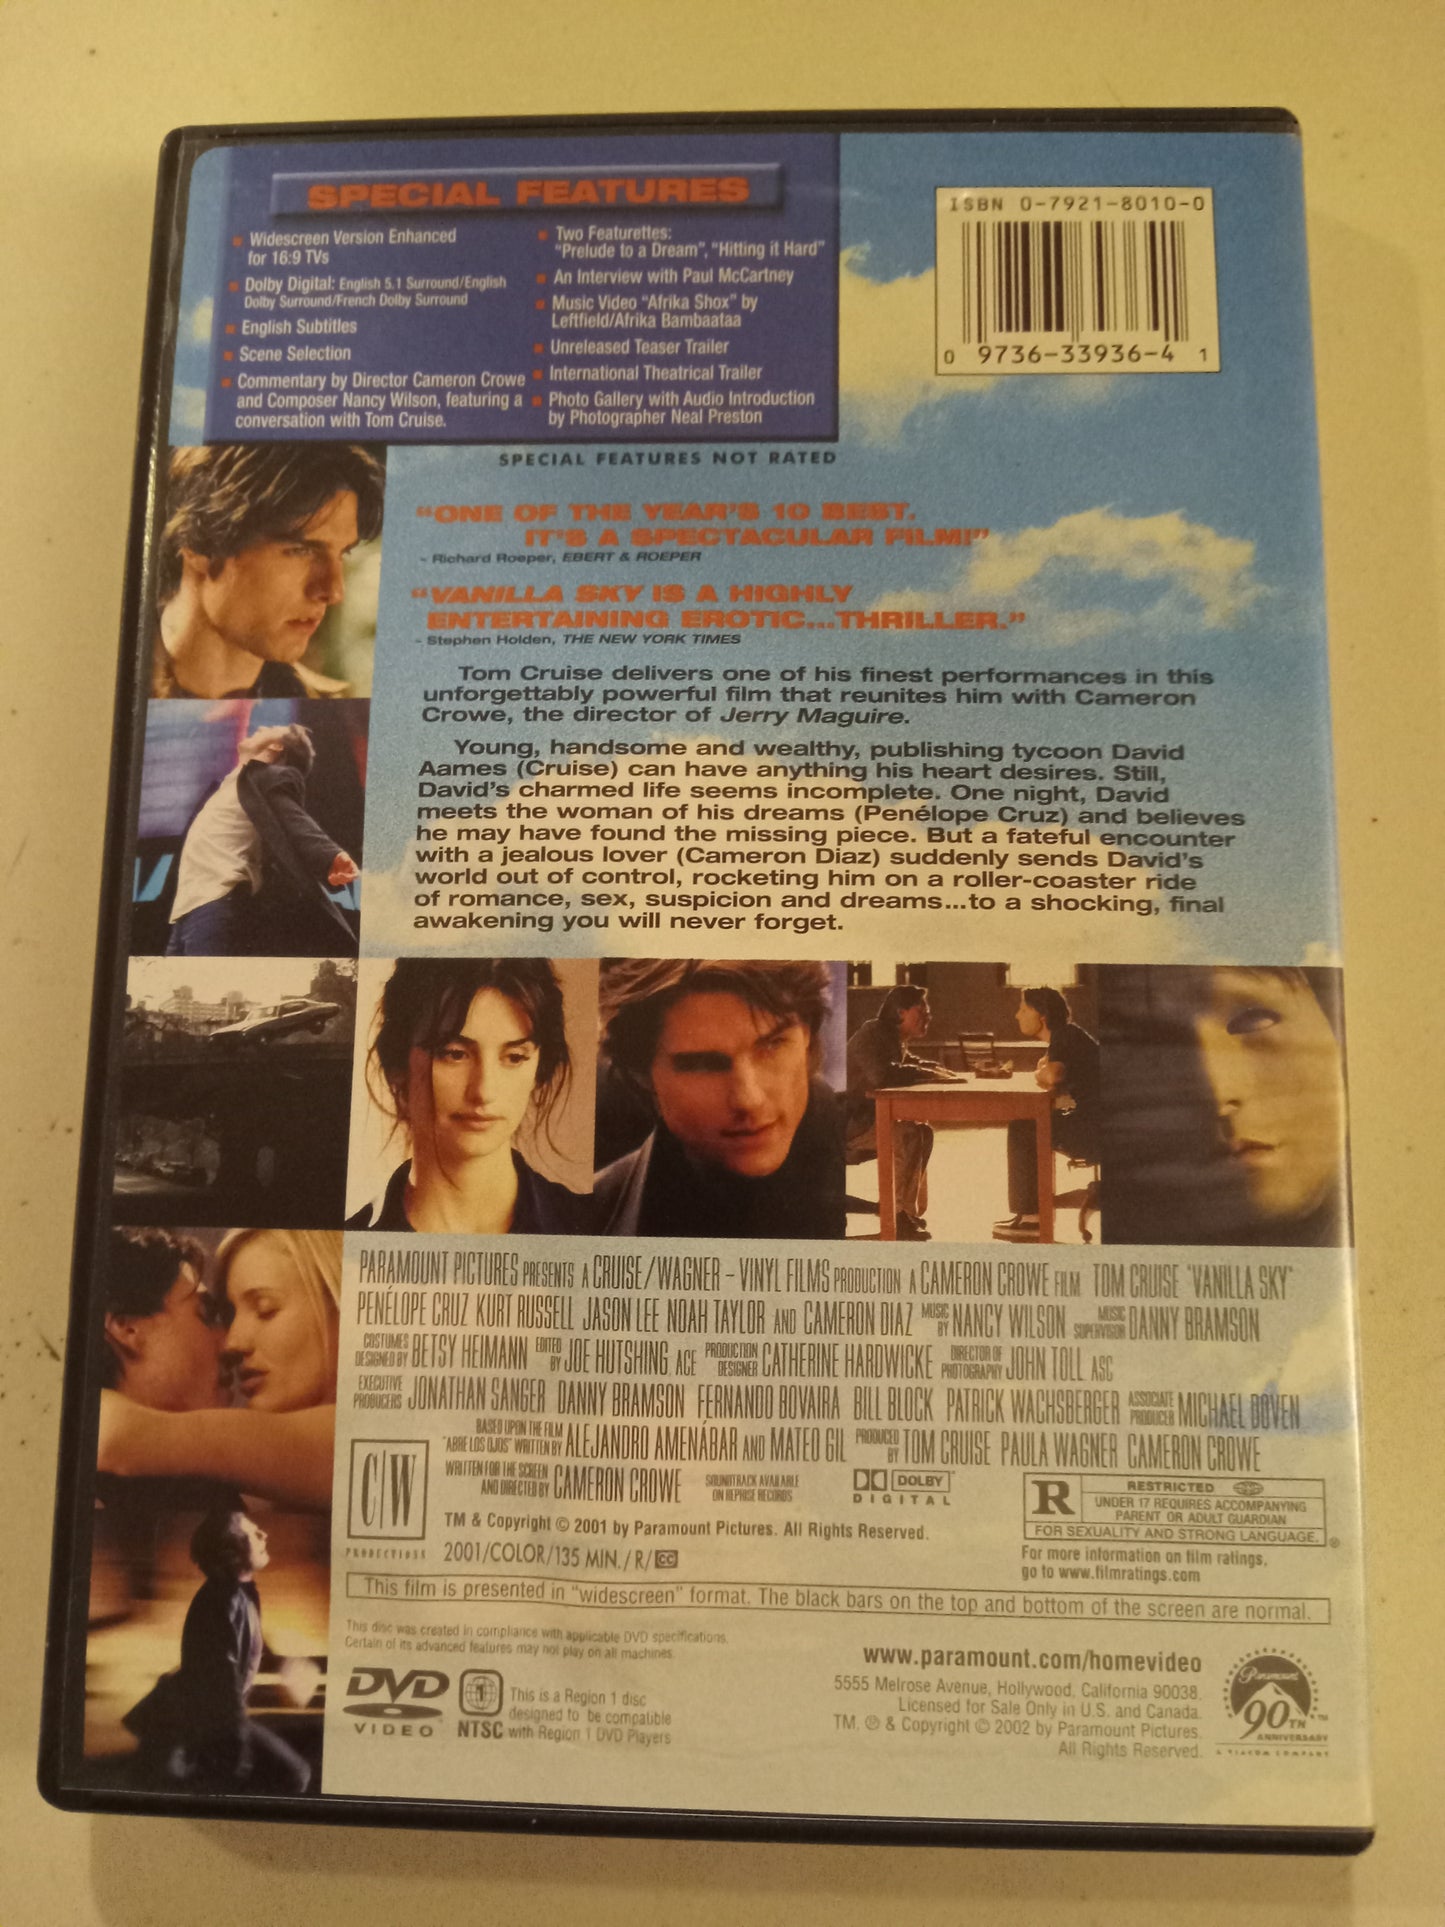 SPECIAL FEATURES
Widescreen Version Enhanced
for 16:9 TVs
Dolby Digital: English 5.1 Surround/English
Dolby Surround/French Dolby Surround
English Subtitles
Scene Selection
Commentary by Director Cameron Crowe
and Composer Nancy Wilson, featuring a
conversation with Tom Cruise.
Two Featurettes:
"Prelude to a Dream", "Hitting it Hard"
An Interview with Paul McCartney
Music Video "Afrika Shox" by
Leftfield/Afrika Bambaataa
Unreleased Teaser Trailer
International Theatrical Trailer
Photo Gallery with Audio Introduction
by Photographer Neal Preston
SPECIAL FEATURES NOT RATED
ISBN 0-7921-8010-0
0 9736-33936-4 1
"ONE OF THE YEAR'S 10 BEST.
IT'S A SPECTACULAR FILM!"
- Richard Roeper, EBERT & ROEPER
"VANILLA SKY IS A HIGHLY
ENTERTAINING EROTIC...THRILLER."
- Stephen Holden, THE NEW YORK TIMES
Tom Cruise delivers one of his finest performances in this
unforgettably powerful film that reunites him with Cameron
Crowe, the director of Jerry Maguire.
Young, handsome and wealthy, publishing tycoon David
Aames (Cruise) can have anything his heart desires. Still,
David's charmed life seems incomplete. One night, David
meets the woman of his dreams (Penélope Cruz) and believes
he may have found the missing piece. But a fateful encounter
with a jealous lover (Cameron Diaz) suddenly sends David's
world out of control, rocketing him on a roller-coaster ride
of romance, sex, suspicion and dreams...to a shocking, final
awakening you will never forget.
PARAMOUNT PICTURES PRESENTS A CRUISE/WAGNER - VINYL FILMS PRODUCTION A CAMERON CROWE FILM TOM CRUISE "VANILLA SKY"
PENÉLOPE CRUZ KURT RUSSELL JASON LEE NOAH TAYLOR AND CAMERON DIAZ MUSIC BY NANCY WILSON MUSIC SUPERVISOR DANNY BRAMSON
COSTUMES DESIGNED BY BETSY HEIMANN EDITED BY JOE HUTSHING, ACE PRODUCTION DESIGNER CATHERINE HARDWICKE DIRECTOR OF PHOTOGRAPHY JOHN TOLL ASC
EXECUTIVE PRODUCERS JONATHAN SANGER DANNY BRAMSON FERNANDO BOVAIRA BILL BLOCK PATRICK WACHSBERGER ASSOCIATE PRODUCER MICHAEL DOVEN
BASED UPON THE FILM "ABRE LOS OJOS" WRITTEN BY ALEJANDRO AMENÁBAR AND MATEO GIL PRODUCED BY TOM CRUISE PAULA WAGNER CAMERON CROWE
C/W
PRODUCTIONS
WRITTEN FOR THE SCREEN AND DIRECTED BY CAMERON CROWE SOUNDTRACK AVAILABLE ON REPRISE RECORDS
DOLBY
DIGITAL
R
RESTRICTED
UNDER 17 REQUIRES ACCOMPANYING
PARENT OR ADULT GUARDIAN
FOR SEXUALITY AND STRONG LANGUAGE. ®
For more information on film ratings,
go to www.filmratings.com
TM & Copyright © 2001 by Paramount Pictures. All Rights Reserved.
2001/COLOR/135 MIN./R/CC
This film is presented in "widescreen" format. The black bars on the top and bottom of the screen are normal.
This disc was created in compliance with applicable DVD specifications.
Certain of its advanced features may not play on all machines.
DVD
VIDEO
1
NTSC
This is a Region 1 disc
designed to be compatible
with Region 1 DVD Players
www.paramount.com/homevideo
5555 Melrose Avenue, Hollywood, California 90038.
Licensed for Sale Only in U.S. and Canada.
TM, ℗ & Copyright © 2002 by Paramount Pictures.
All Rights Reserved.
Paramount
90TH
ANNIVERSARY
A VIACOM COMPANY